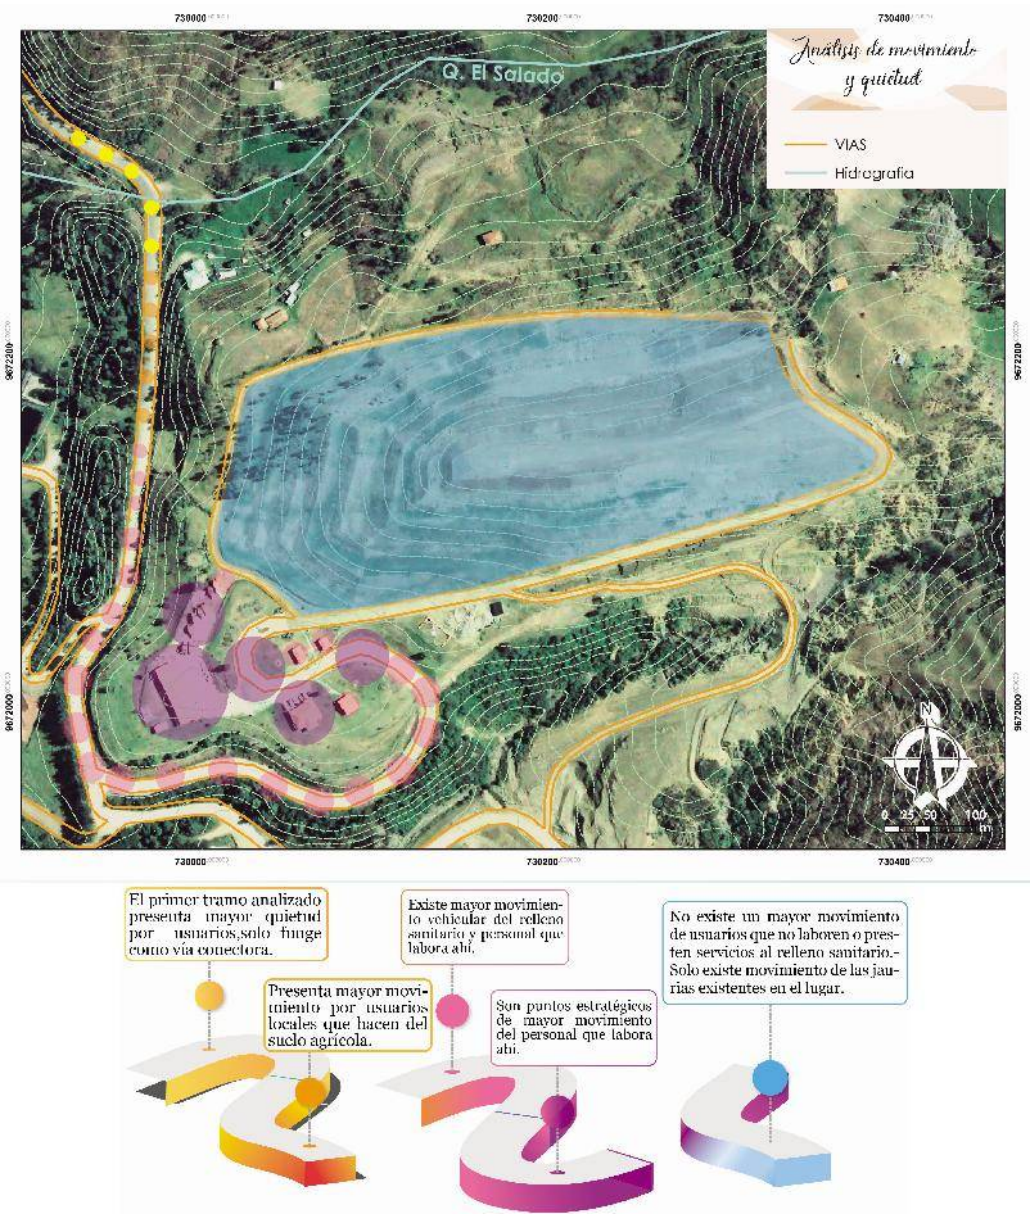 730000
730200
730400
Análisis de movimiento
y quietud
VIAS
Hidrografia
Q. El Salado
9672200
9672200
9672000
9672000
N
0 25 50 100
m
730000
730200
730400
El primer tramo analizado
presenta mayor quietud
por usuarios,solo funge
como vía conectora.
Presenta mayor movi-
miento por usuarios
locales que hacen del
suelo agrícola.
Existe mayor movimien-
to vehicular del relleno
sanitario y personal que
labora ahí.
Son puntos estratégicos
de mayor movimiento
del personal que labora
ahí.
No existe un mayor movimiento
de usuarios que no laboren o pres-
ten servicios al relleno sanitario.-
Solo existe movimiento de las jau-
rias existentes en el lugar.